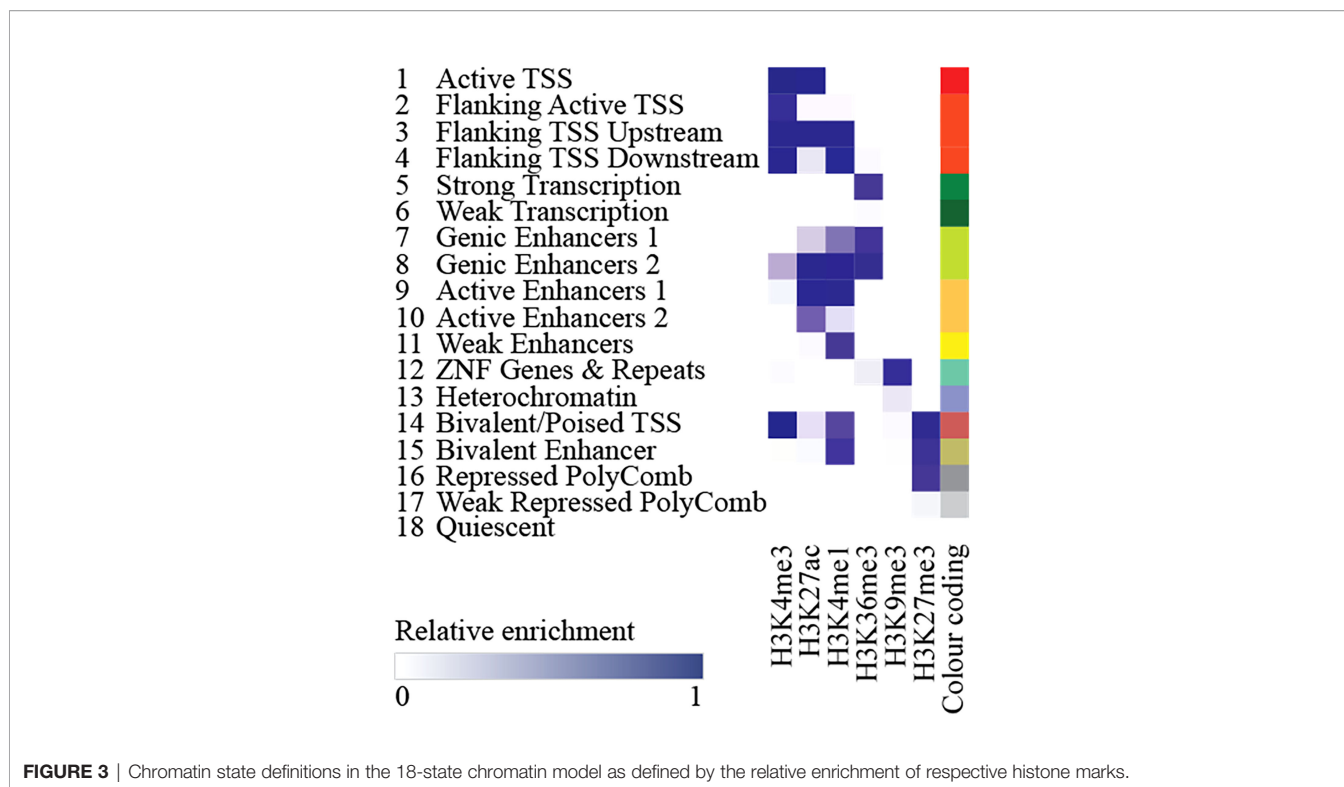 1 Active TSS
2 Flanking Active TSS
3 Flanking TSS Upstream
4 Flanking TSS Downstream
5 Strong Transcription
6 Weak Transcription
7 Genic Enhancers 1
8 Genic Enhancers 2
9 Active Enhancers 1
10 Active Enhancers 2
11 Weak Enhancers
12 ZNF Genes & Repeats
13 Heterochromatin
14 Bivalent/Poised TSS
15 Bivalent Enhancer
16 Repressed PolyComb
17 Weak Repressed PolyComb
18 Quiescent
H3K4me3
H3K27ac
H3K4me1
H3K36me3
H3K9me3
H3K27me3
Colour coding
Relative enrichment
0 1
FIGURE 3 | Chromatin state definitions in the 18-state chromatin model as defined by the relative enrichment of respective histone marks.